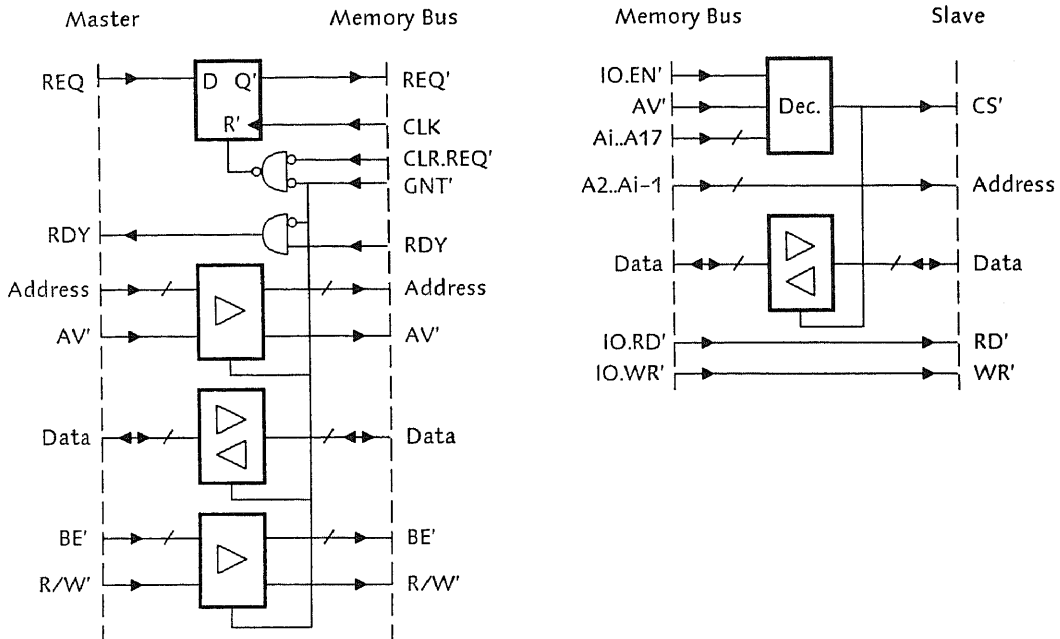 Master Memory Bus
REQ D Q' REQ'
R' CLK
CLR.REQ'
GNT'
RDY RDY
Address Address
AV' AV'
Data Data
BE' BE'
R/W' R/W'
Memory Bus Slave
IO.EN'
AV' Dec. CS'
Ai..A17
A2..Ai-1 Address
Data Data
IO.RD' RD'
IO.WR' WR'